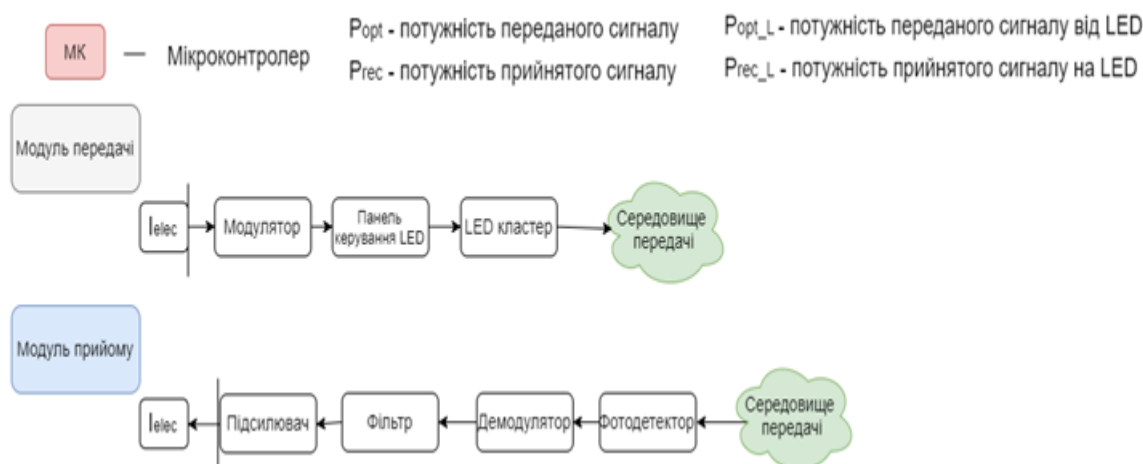 МК — Мікроконтролер
Popt - потужність переданого сигналу
Prec - потужність прийнятого сигналу
Popt_L - потужність переданого сигналу від LED
Prec_L - потужність прийнятого сигналу на LED
Модуль передачі
Ielec
Модулятор
Панель
керування LED
LED кластер
Середовище
передачі
Модуль прийому
Ielec
Підсилювач
Фільтр
Демодулятор
Фотодетектор
Середовище
передачі